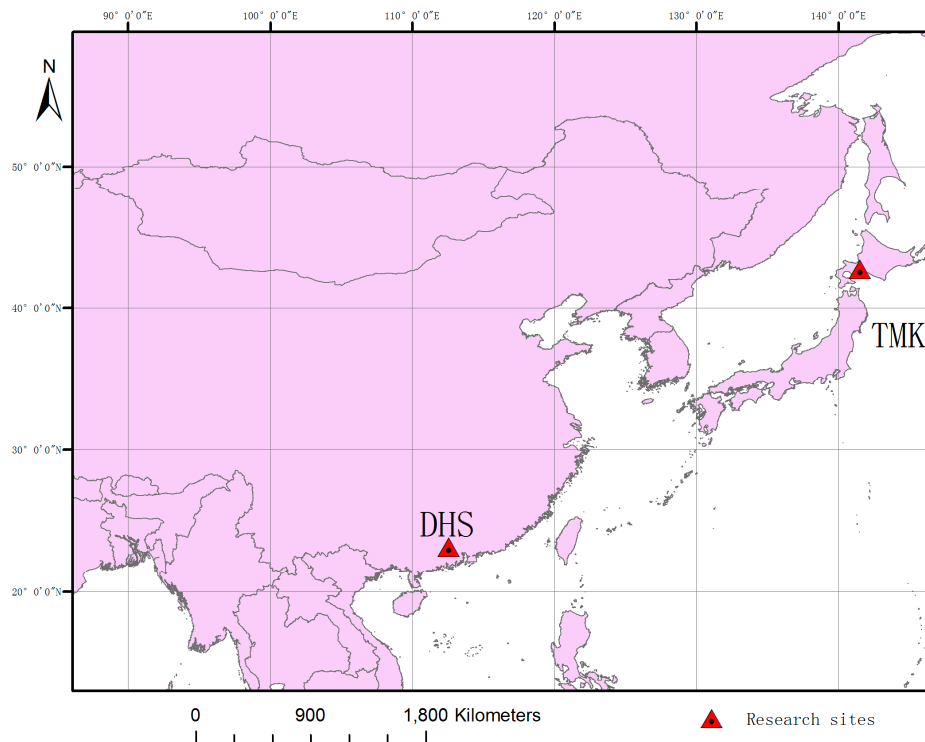 90° 0′0″E 100° 0′0″E 110° 0′0″E 120° 0′0″E 130° 0′0″E 140° 0′0″E
N
50° 0′0″N
40° 0′0″N
TMK
30° 0′0″N
DHS
20° 0′0″N
0 900 1,800 Kilometers
Research sites